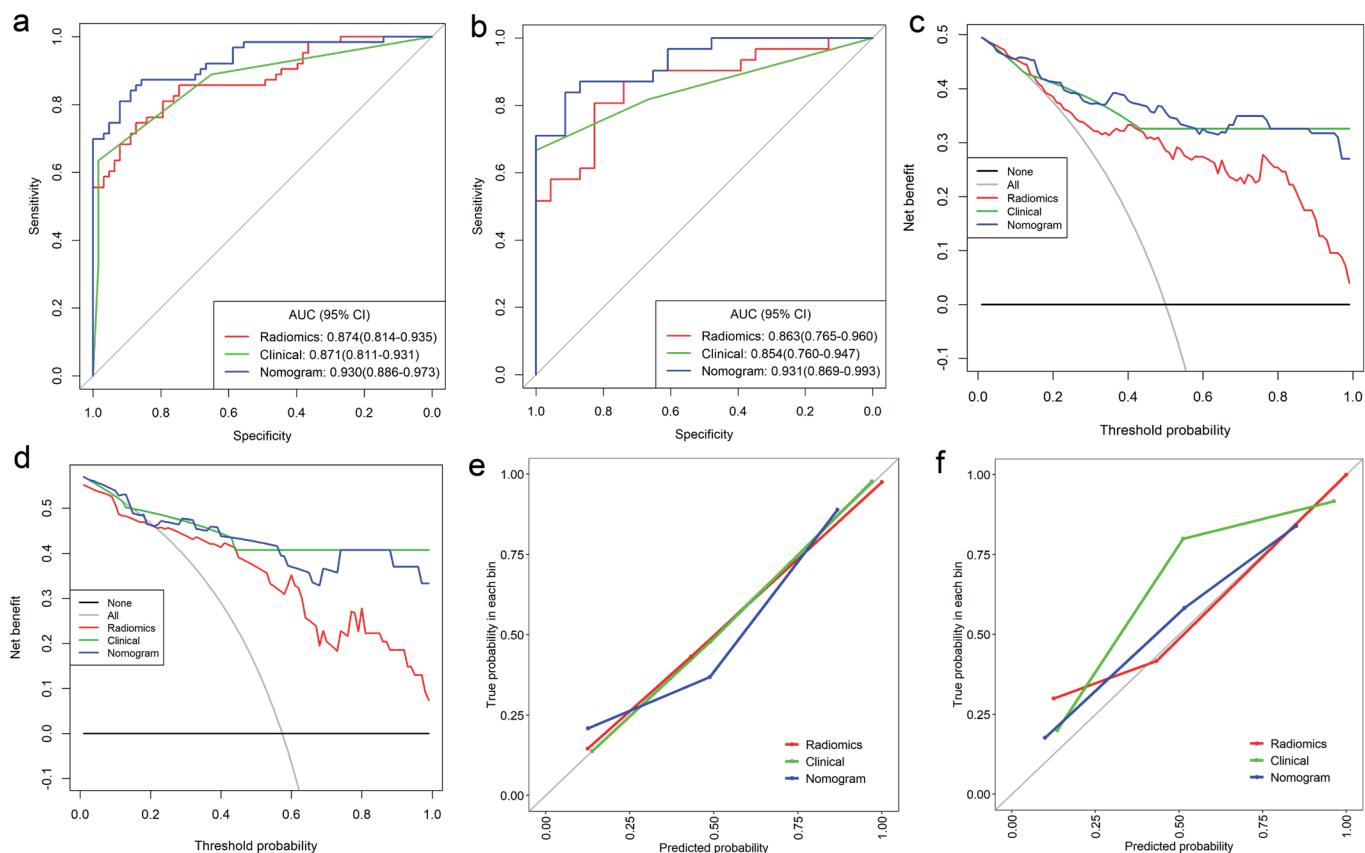 a
1.0
0.8
0.6
0.4
0.2
0.0
Sensitivity
AUC (95% CI)
Radiomics: 0.874(0.814-0.935)
Clinical: 0.871(0.811-0.931)
Nomogram: 0.930(0.886-0.973)
1.0 0.8 0.6 0.4 0.2 0.0
Specificity
b
1.0
0.8
0.6
0.4
0.2
0.0
Sensitivity
AUC (95% CI)
Radiomics: 0.863(0.765-0.960)
Clinical: 0.854(0.760-0.947)
Nomogram: 0.931(0.869-0.993)
1.0 0.8 0.6 0.4 0.2 0.0
Specificity
c
0.5
0.4
0.3
0.2
0.1
0.0
-0.1
Net benefit
None
All
Radiomics
Clinical
Nomogram
0.0 0.2 0.4 0.6 0.8 1.0
Threshold probability
d
0.5
0.4
0.3
0.2
0.1
0.0
-0.1
Net benefit
None
All
Radiomics
Clinical
Nomogram
0.0 0.2 0.4 0.6 0.8 1.0
Threshold probability
e
1.00
0.75
0.50
0.25
0.00
True probability in each bin
Radiomics
Clinical
Nomogram
0.00 0.25 0.50 0.75 1.00
Predicted probability
f
1.00
0.75
0.50
0.25
0.00
True probability in each bin
Radiomics
Clinical
Nomogram
0.00 0.25 0.50 0.75 1.00
Predicted probability